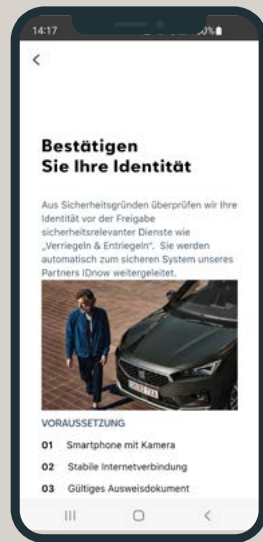 14:17
Bestätigen
Sie Ihre Identität
Aus Sicherheitsgründen überprüfen wir Ihre
Identität vor der Freigabe
sicherheitsrelevanter Dienste wie
„Verriegeln & Entriegeln“. Sie werden
automatisch zum sicheren System unseres
Partners IDnow weitergeleitet.
VORAUSSETZUNG
01 Smartphone mit Kamera
02 Stabile Internetverbindung
03 Gültiges Ausweisdokument